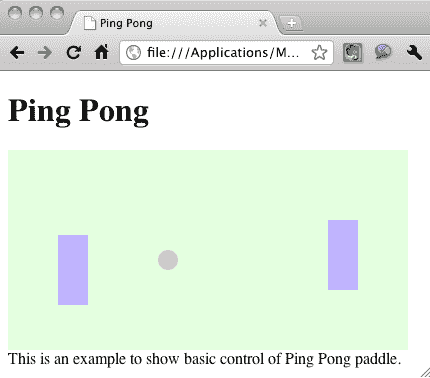 Ping Pong
file:///Applications/M...
Ping Pong
This is an example to show basic control of Ping Pong paddle.